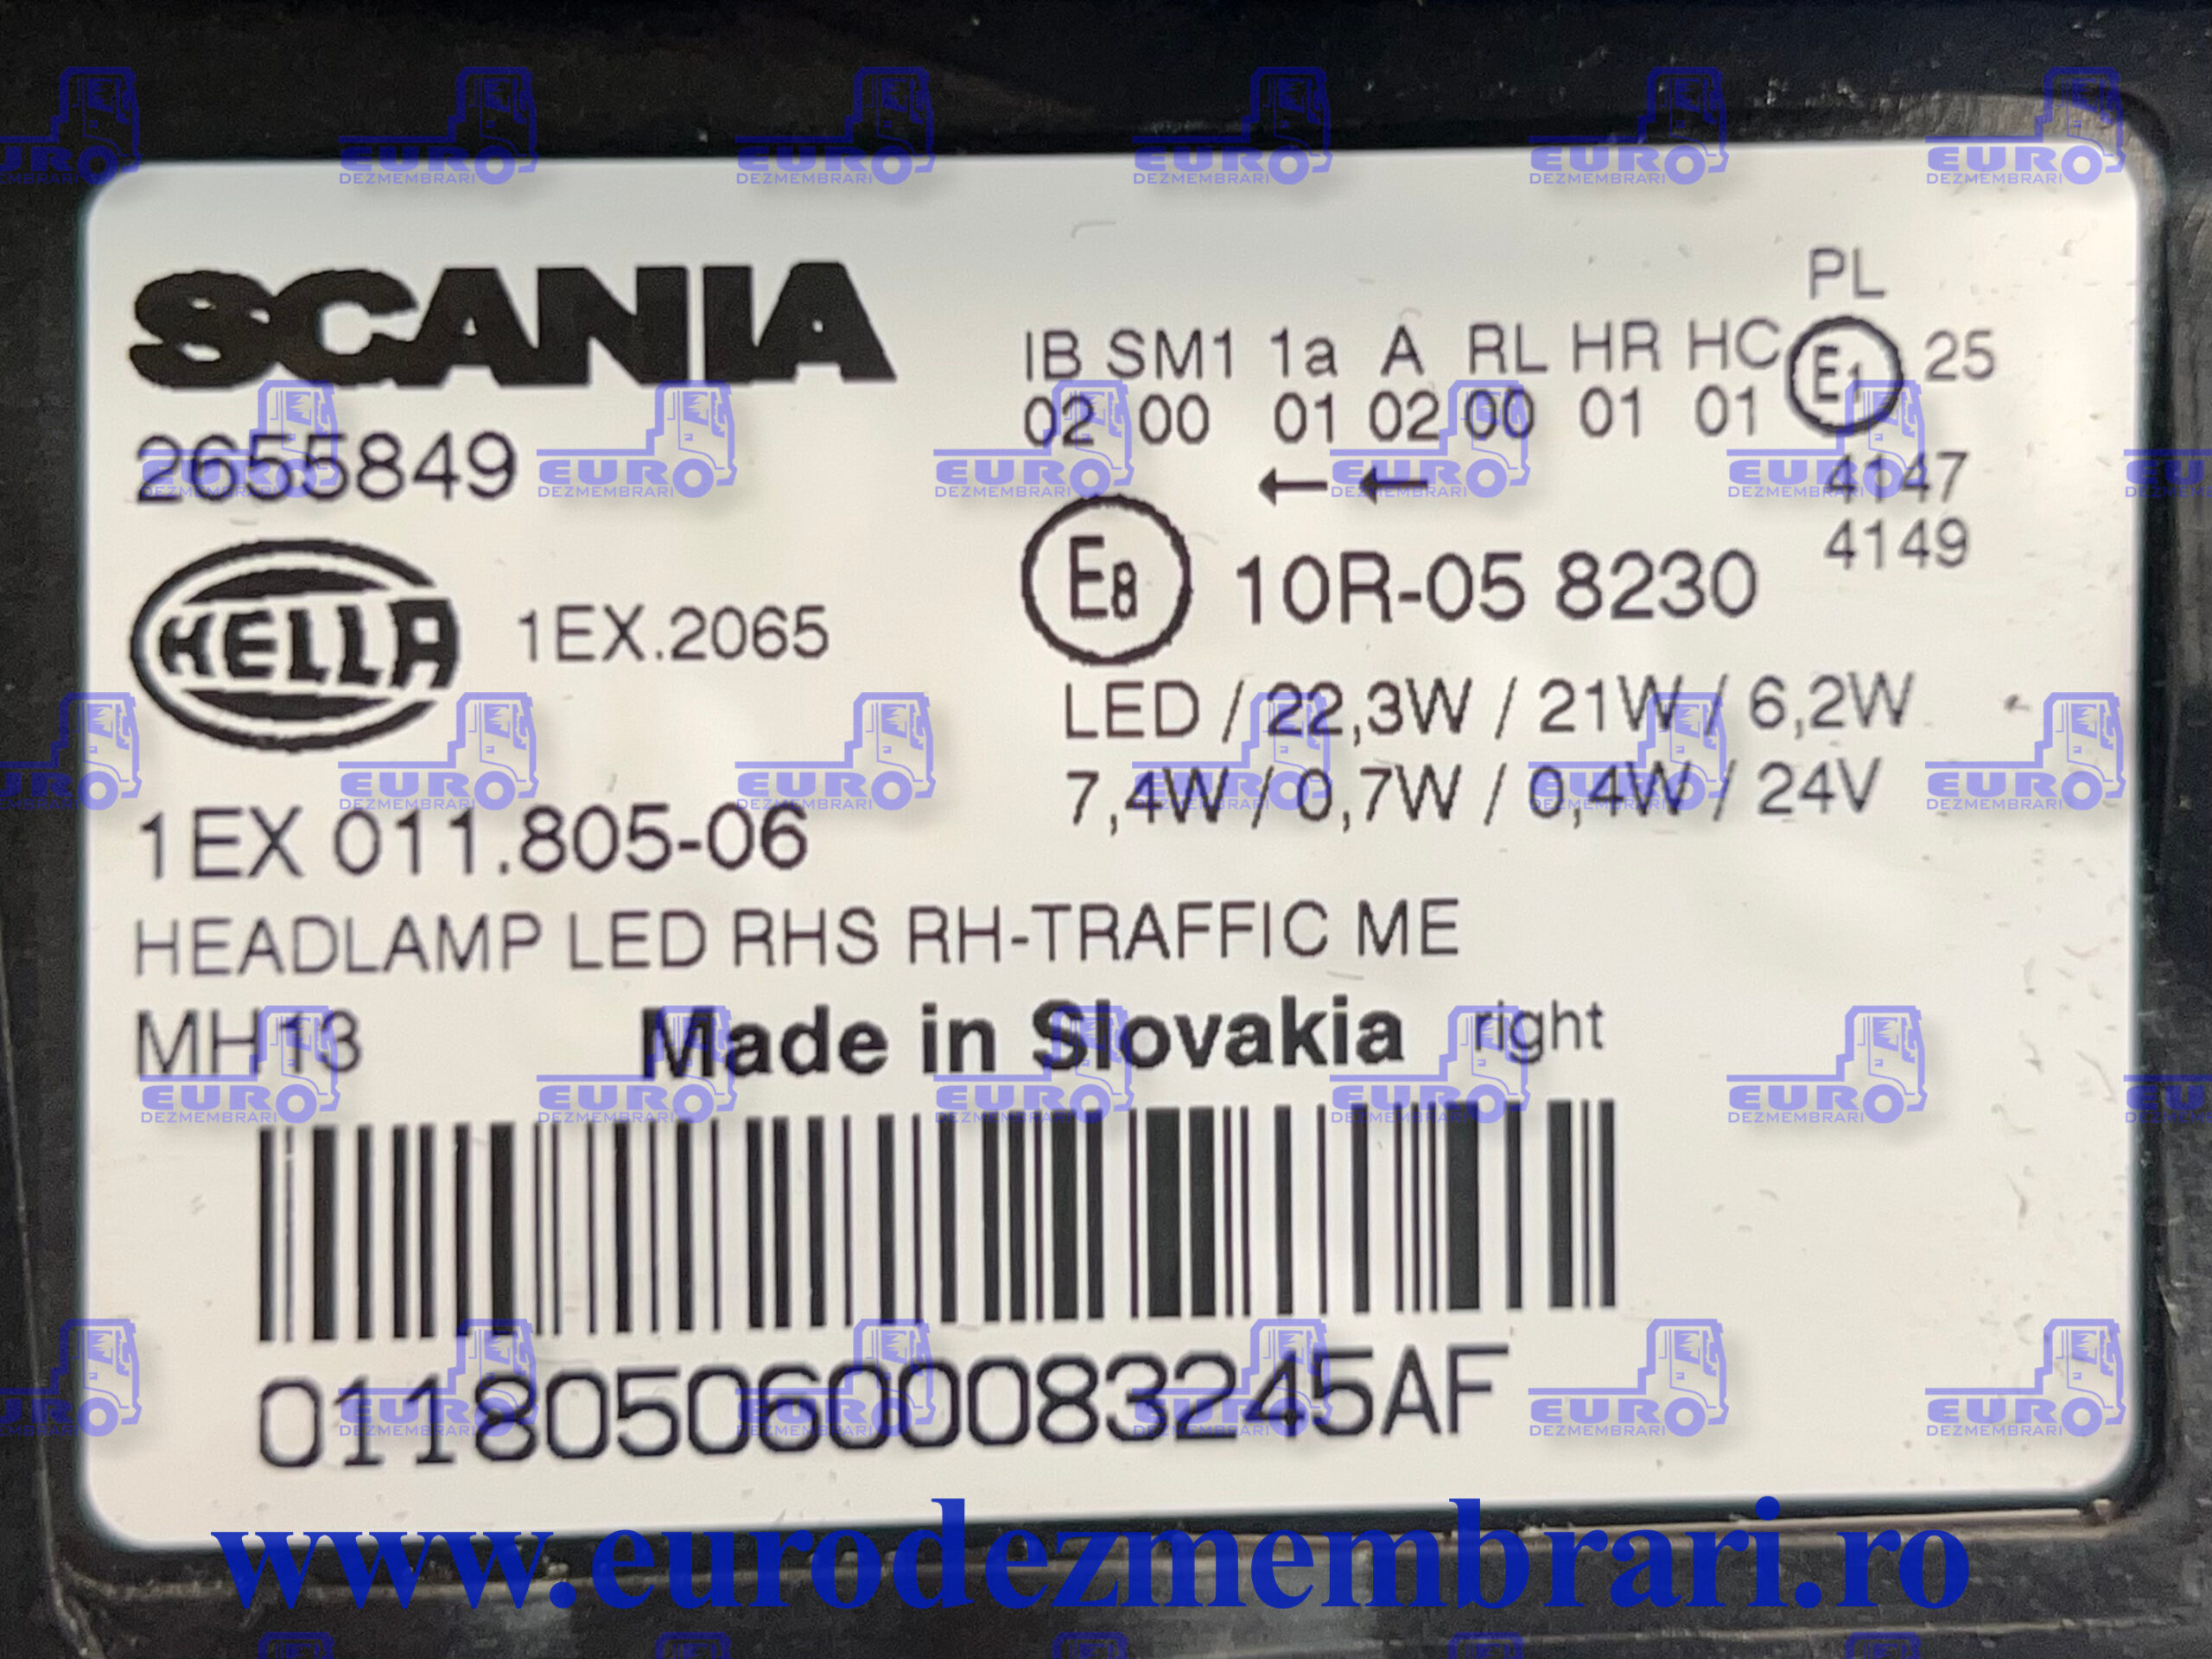 SCANIA
2655849
HELLA 1EX.2065
1EX 011.805-06
HEADLAMP LED RHS RH-TRAFFIC ME
MH13 Made in Slovakia right
0118050600083245AF
PL
IB SM1 1a A RL HR HC E1 25
02 00 01 02 00 01 01
← ← 4147
4149
E8 10R-05 8230
LED / 22,3W / 21W / 6,2W
7,4W / 0,7W / 0,4W / 24V
EURO
DEZMEMBRARI
www.eurodezmembrari.ro